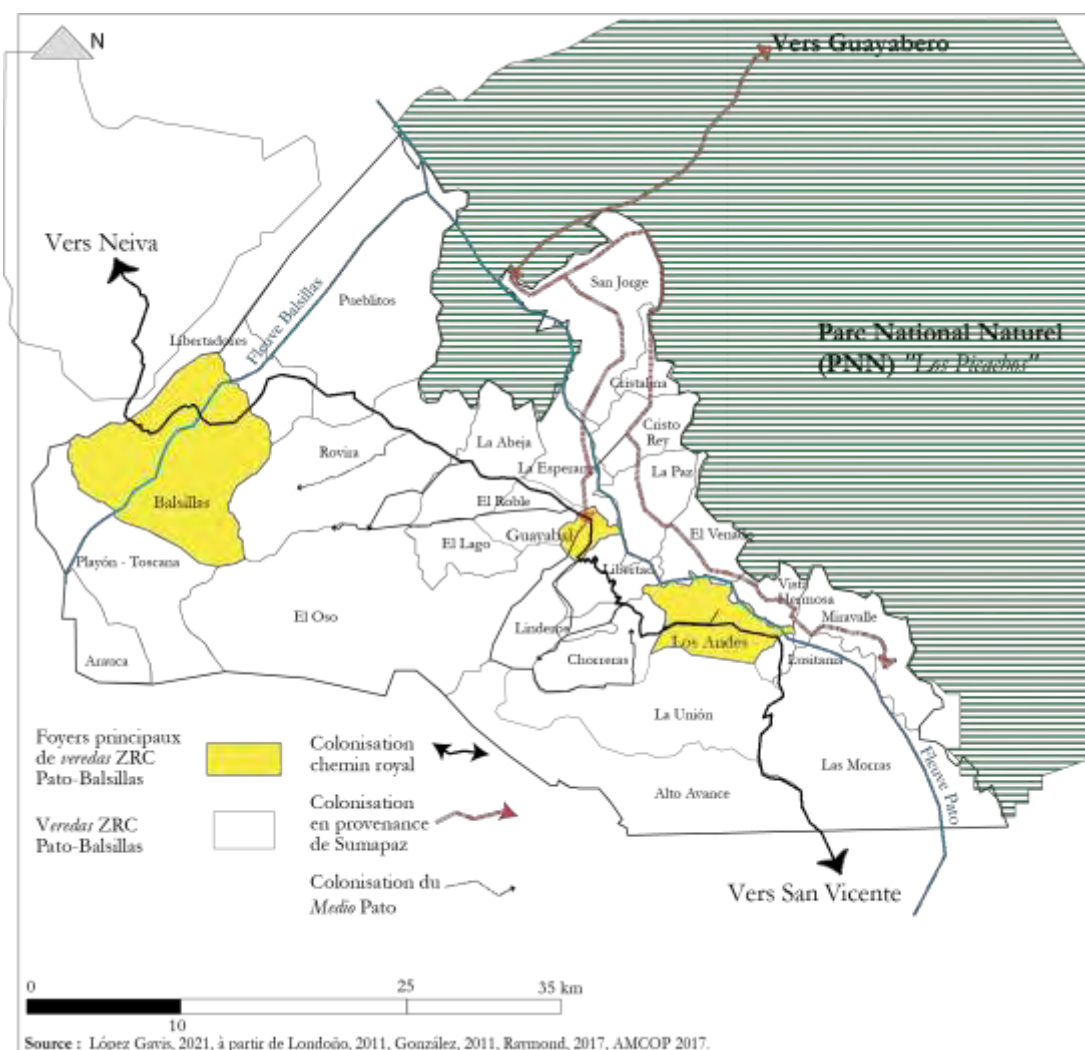 N
Vers Guayabero
Vers Neiva
Pueblitos
San Jorge
Fleuve Balsillas
Libertadores
Parc National Naturel
(PNN) "Los Picachos"
Cristalina
Cristo
Rey
La Abeja
Rovira
La Esperan
La Paz
Balsillas
El Roble
El Venado
Guayabal
El Lago
Playón - Toscana
Libertad
Vista
Hermosa
Miravalle
El Oso
Linderos
Los Andes
Chorreras
Lusitania
Arauca
La Unión
Foyers principaux
de veredas ZRC
Pato-Balsillas
Colonisation
chemin royal
Las Morras
Fleuve Pato
Alto Avance
Veredas ZRC
Pato-Balsillas
Colonisation
en provenance
de Sumapaz
Colonisation du
Medio Pato
Vers San Vicente
0
25
35 km
10
Source : López Gavis, 2021, à partir de Londoño, 2011, González, 2011, Raymond, 2017, AMCOP 2017.